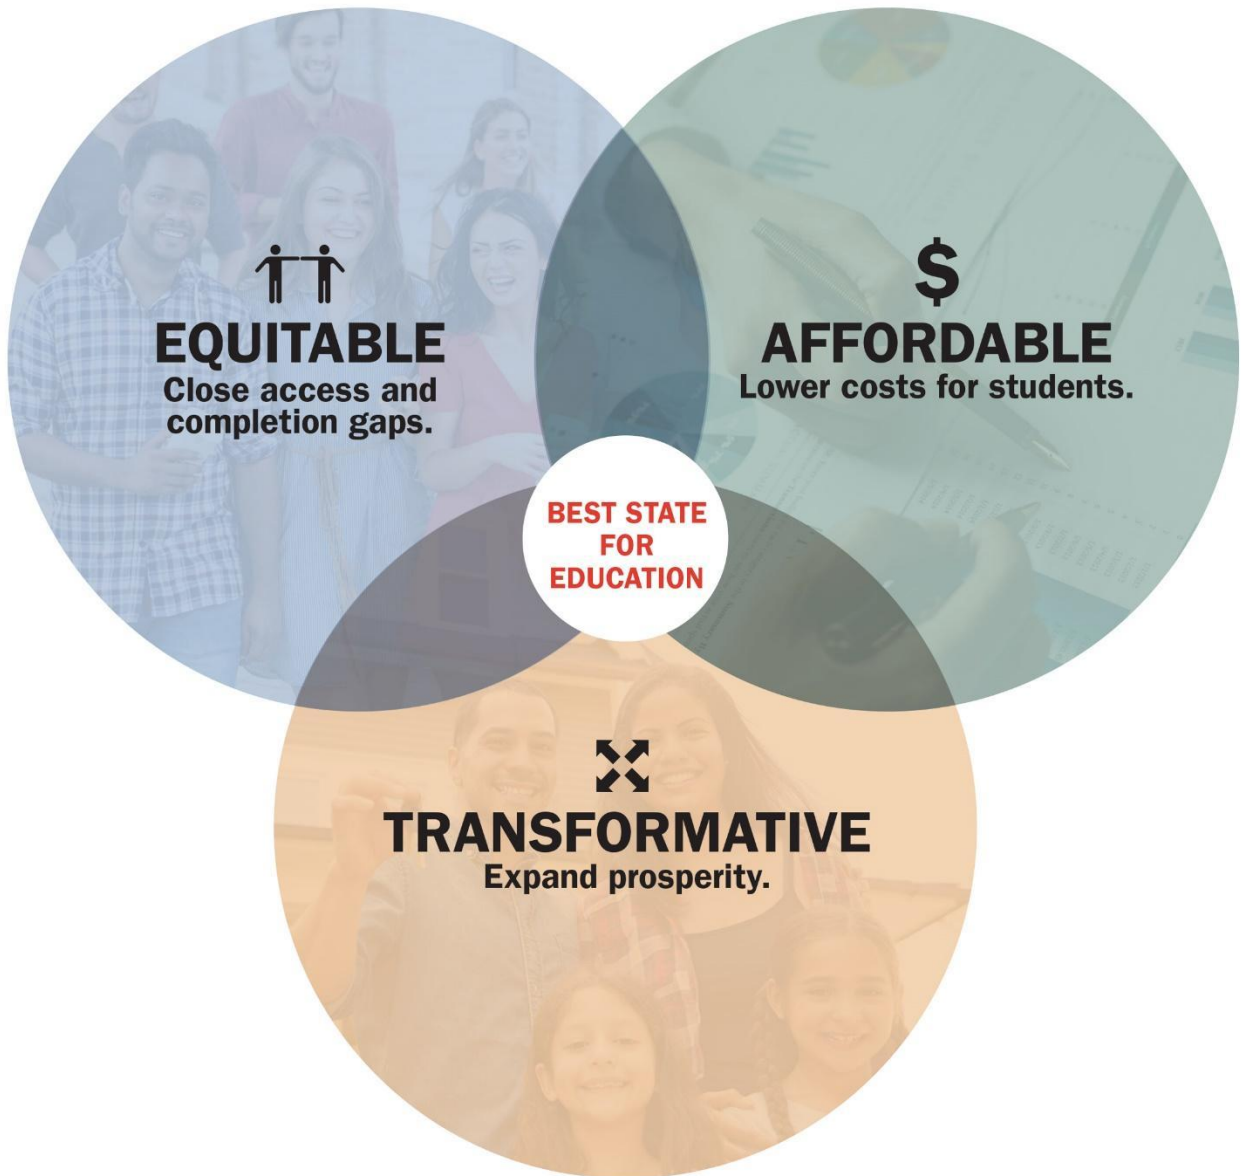 EQUITABLE
Close access and
completion gaps.
$
AFFORDABLE
Lower costs for students.
BEST STATE
FOR
EDUCATION
TRANSFORMATIVE
Expand prosperity.